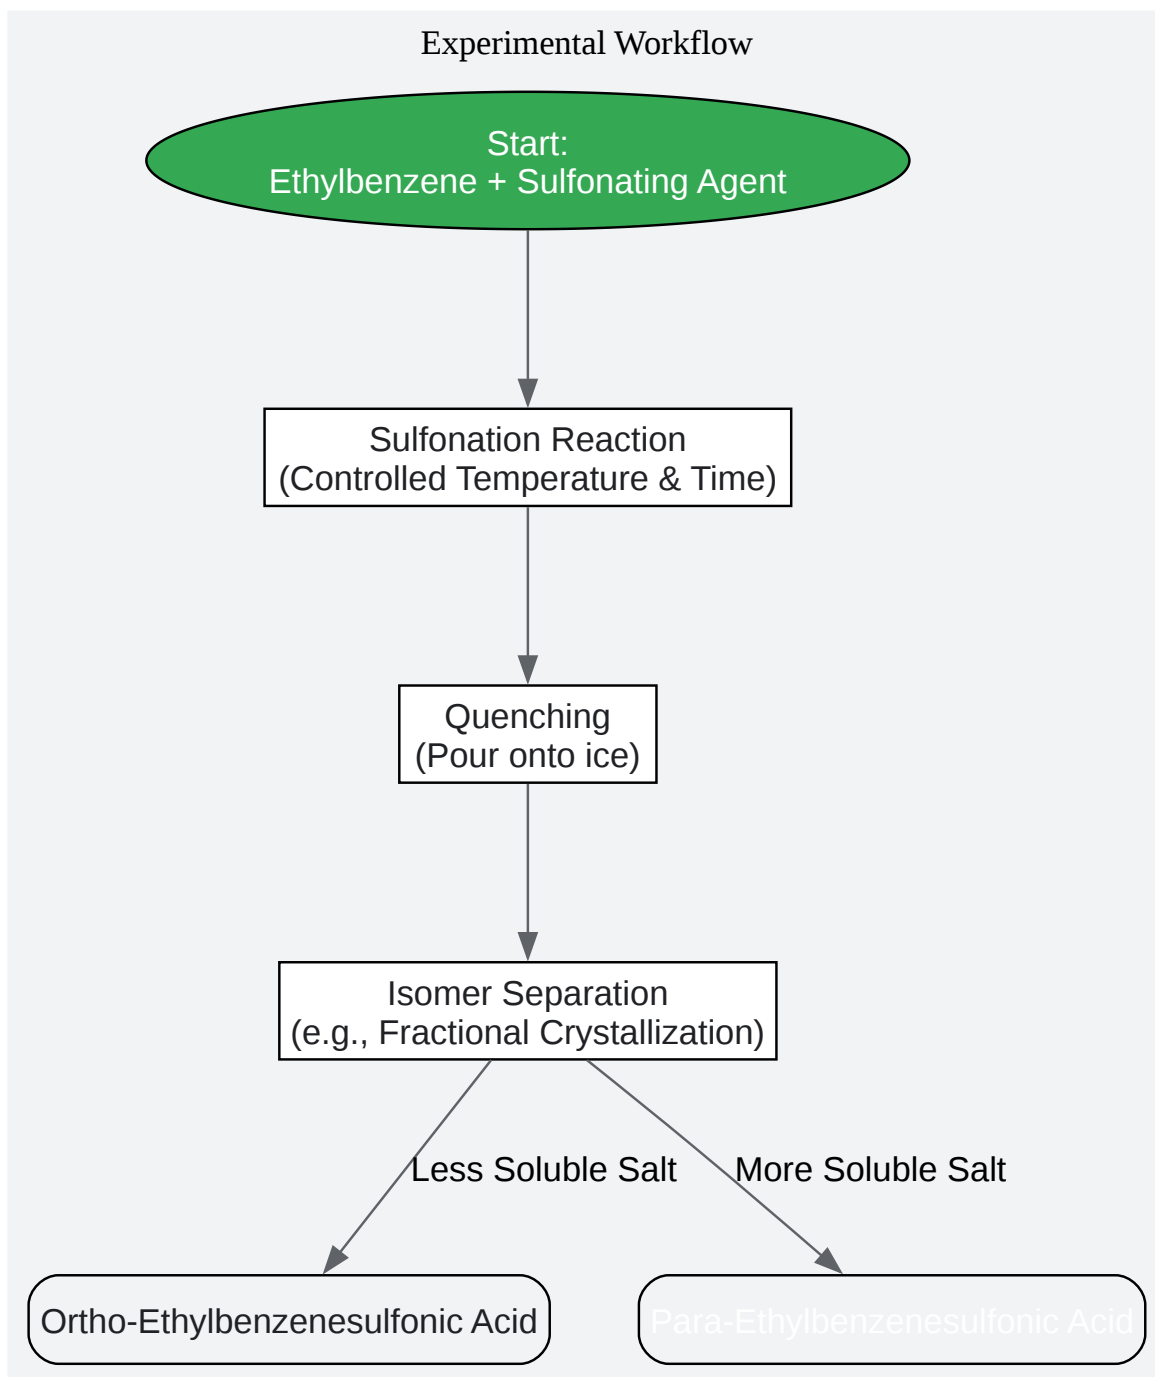 Experimental Workflow
Start:
Ethylbenzene + Sulfonating Agent
Sulfonation Reaction
(Controlled Temperature & Time)
Quenching
(Pour onto ice)
Isomer Separation
(e.g., Fractional Crystallization)
Less Soluble Salt
More Soluble Salt
Ortho-Ethylbenzenesulfonic Acid
Para-Ethylbenzenesulfonic Acid